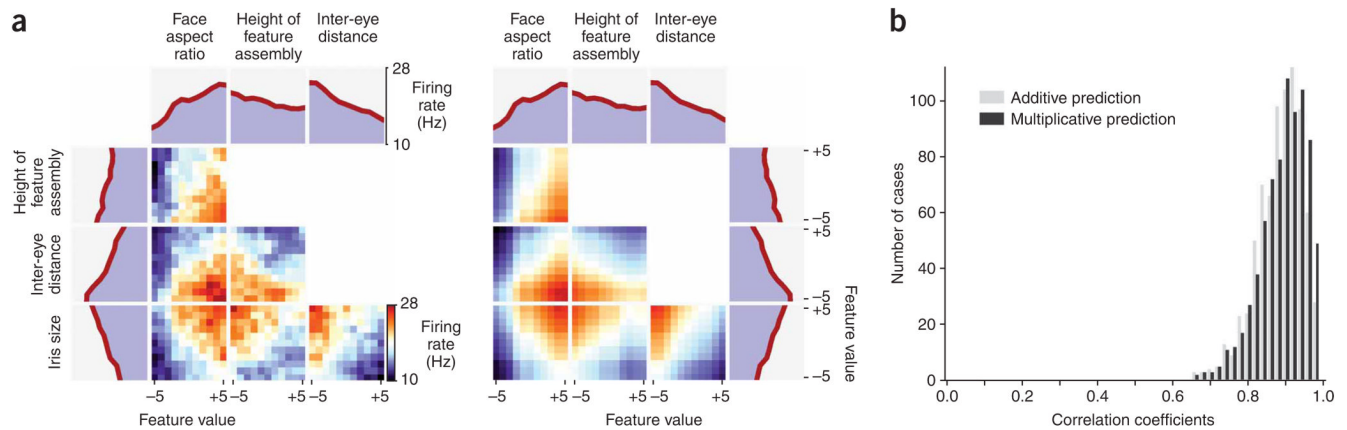 a
Face
aspect
ratio
Height of
feature
assembly
Inter-eye
distance
28
Firing
rate
(Hz)
10
Height of
feature
assembly
Inter-eye
distance
Iris size
28
Firing
rate
(Hz)
10
−5
+5
−5
+5
−5
+5
Feature value
Face
aspect
ratio
Height of
feature
assembly
Inter-eye
distance
+5
−5
+5
−5
+5
−5
Feature value
−5
+5
−5
+5
−5
+5
Feature value
b
Additive prediction
Multiplicative prediction
Number of cases
100
80
60
40
20
0
0.0
0.2
0.4
0.6
0.8
1.0
Correlation coefficients